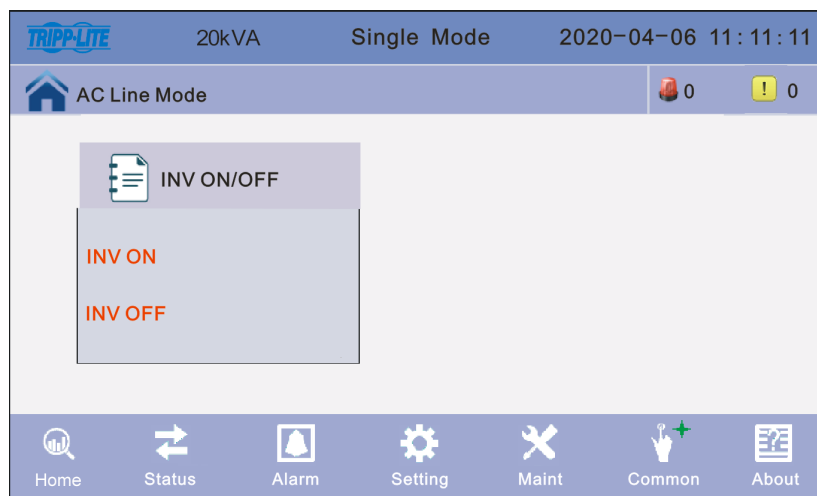 TRIPP-LITE 20kVA Single Mode 2020-04-06 11:11:11
AC Line Mode 0 ! 0
INV ON/OFF
INV ON
INV OFF
Home Status Alarm Setting Maint Common About